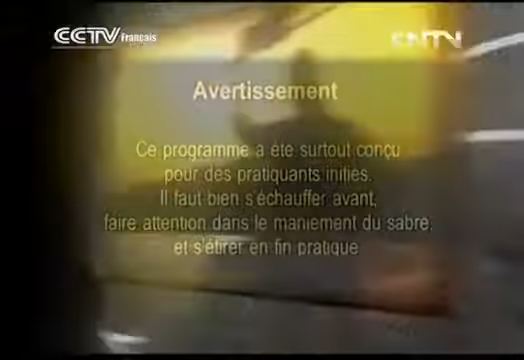 CCTV Français
CNTV
Avertissement
Ce programme a été surtout conçu
pour des pratiquants initiés.
Il faut bien s'échauffer avant,
faire attention dans le maniement du sabre,
et s'étirer en fin pratique